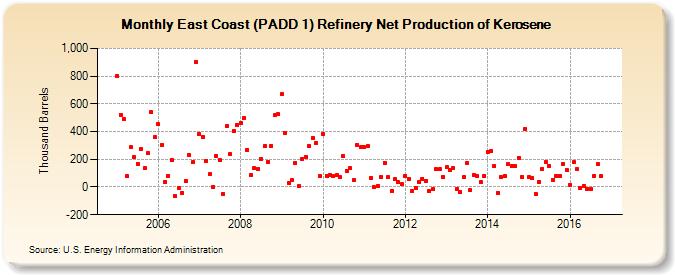 Monthly East Coast (PADD 1) Refinery Net Production of Kerosene
Thousand Barrels
1,000
800
600
400
200
0
-200
2006 2008 2010 2012 2014 2016
Source: U.S. Energy Information Administration